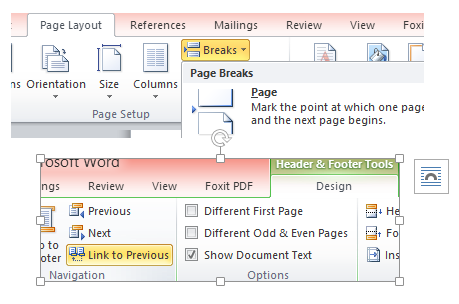 Page Layout References Mailings Review View Foxit
Breaks
ns Orientation Size Columns
Page Setup
Page Breaks
Page
Mark the point at which one page
and the next page begins.
osoft Word Header & Footer Tools
ngs Review View Foxit PDF Design
Previous Different First Page He
Next Different Odd & Even Pages Fo
o to
oter Link to Previous Show Document Text Ins
Navigation Options